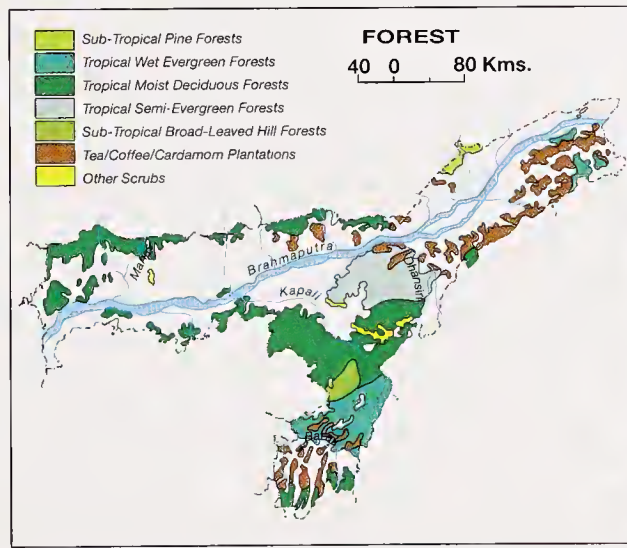 FOREST
40 0 80 Kms.
Sub-Tropical Pine Forests
Tropical Wet Evergreen Forests
Tropical Moist Deciduous Forests
Tropical Semi-Evergreen Forests
Sub-Tropical Broad-Leaved Hill Forests
Tea/Coffee/Cardamom Plantations
Other Scrubs
Brahmaputra
Dhansiri
Kapali